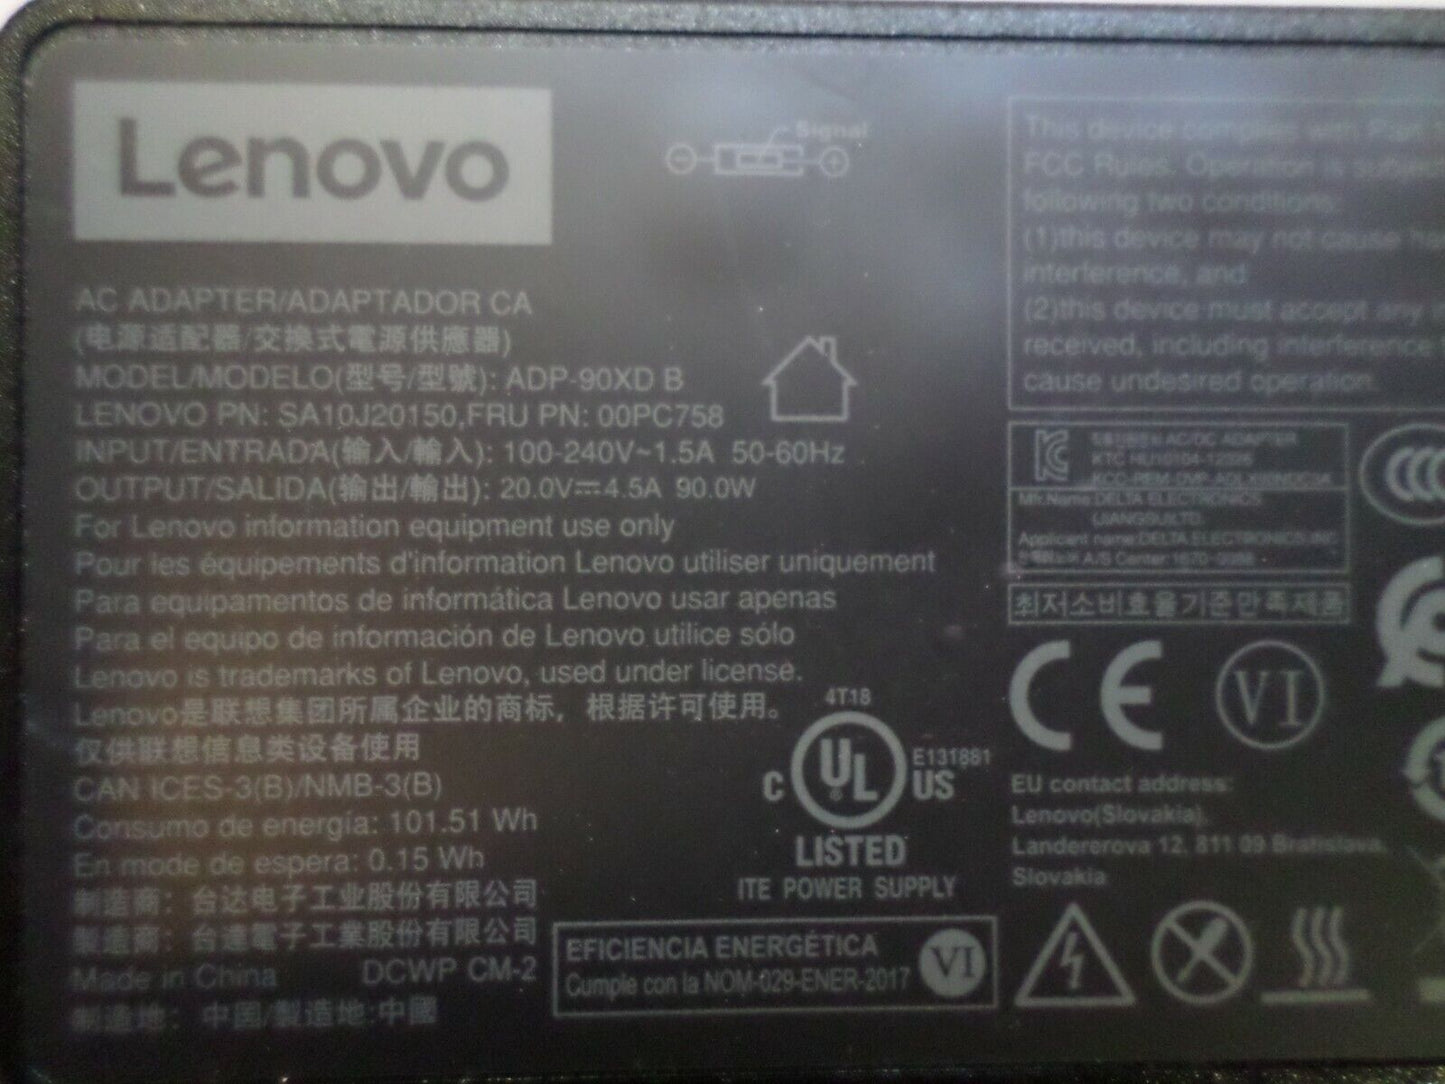 Lenovo
Signal
AC ADAPTER/ADAPTADOR CA
(电源适配器/交換式電源供應器)
MODEL/MODELO(型号/型號): ADP-90XD B
LENOVO PN: SA10J20150,FRU PN: 00PC758
INPUT/ENTRADA(输入/輸入): 100-240V~1.5A 50-60Hz
OUTPUT/SALIDA(输出/輸出): 20.0V⎓4.5A 90.0W
For Lenovo information equipment use only
Pour les équipements d'information Lenovo utiliser uniquement
Para equipamentos de informática Lenovo usar apenas
Para el equipo de información de Lenovo utilice sólo
Lenovo is trademarks of Lenovo, used under license.
Lenovo是联想集团所属企业的商标，根据许可使用。
仅供联想信息类设备使用
CAN ICES-3(B)/NMB-3(B)
Consumo de energía: 101.51 Wh
En modo de espera: 0.15 Wh
制造商：台达电子工业股份有限公司
製造商：台達電子工業股份有限公司
Made in China DCWP CM-2
制造地：中国/製造地:中國
4T18
C UL US E131881
LISTED
ITE POWER SUPPLY
EFICIENCIA ENERGÉTICA
Cumple con la NOM-029-ENER-2017
VI
This device complies with Part
FCC Rules. Operation is
following two conditions:
(1)this device may not cause
interference, and
(2)this device must accept any
received, including interference
cause undesired operation.
AC/DC ADAPTER
KTC
Mfr.Name:DELTA ELECTRONICS
(JIANGSU)LTD.
Applicant name:DELTA ELECTRONICS,INC
A/S Center:
최저소비효율기준만족제품
CCC
CE
VI
EU contact address:
Lenovo(Slovakia),
Landererova 12, 811 09 Bratislava
Slovakia